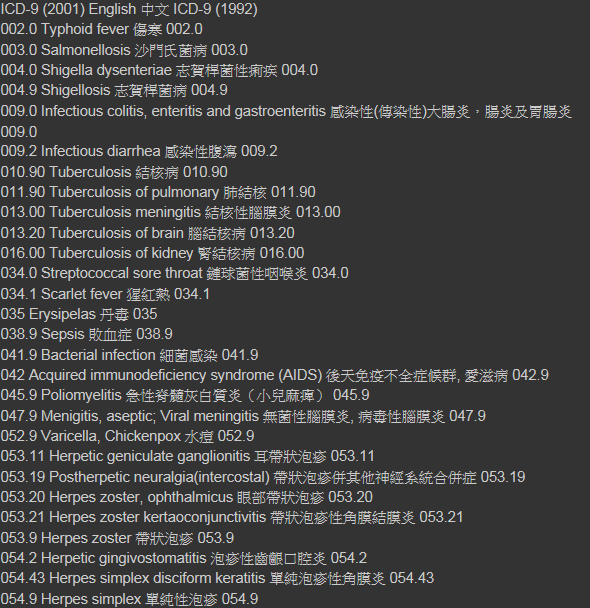 ICD-9 (2001) English 中文 ICD-9 (1992)
002.0 Typhoid fever 傷寒 002.0
003.0 Salmonellosis 沙門氏菌病 003.0
004.0 Shigella dysenteriae 志賀桿菌性痢疾 004.0
004.9 Shigellosis 志賀桿菌病 004.9
009.0 Infectious colitis, enteritis and gastroenteritis 感染性(傳染性)大腸炎，腸炎及胃腸炎
009.0
009.2 Infectious diarrhea 感染性腹瀉 009.2
010.90 Tuberculosis 結核病 010.90
011.90 Tuberculosis of pulmonary 肺結核 011.90
013.00 Tuberculosis meningitis 結核性腦膜炎 013.00
013.20 Tuberculosis of brain 腦結核病 013.20
016.00 Tuberculosis of kidney 腎結核病 016.00
034.0 Streptococcal sore throat 鏈球菌性咽喉炎 034.0
034.1 Scarlet fever 猩紅熱 034.1
035 Erysipelas 丹毒 035
038.9 Sepsis 敗血症 038.9
041.9 Bacterial infection 細菌感染 041.9
042 Acquired immunodeficiency syndrome (AIDS) 後天免疫不全症候群, 愛滋病 042.9
045.9 Poliomyelitis 急性脊髓灰白質炎（小兒麻痺） 045.9
047.9 Menigitis, aseptic; Viral meningitis 無菌性腦膜炎, 病毒性腦膜炎 047.9
052.9 Varicella, Chickenpox 水痘 052.9
053.11 Herpetic geniculate ganglionitis 耳帶狀泡疹 053.11
053.19 Postherpetic neuralgia(intercostal) 帶狀泡疹併其他神經系統合併症 053.19
053.20 Herpes zoster, ophthalmicus 眼部帶狀泡疹 053.20
053.21 Herpes zoster kertaoconjunctivitis 帶狀泡疹性角膜結膜炎 053.21
053.9 Herpes zoster 帶狀泡疹 053.9
054.2 Herpetic gingivostomatitis 泡疹性齒齦口腔炎 054.2
054.43 Herpes simplex disciform keratitis 單純泡疹性角膜炎 054.43
054.9 Herpes simplex 單純性泡疹 054.9